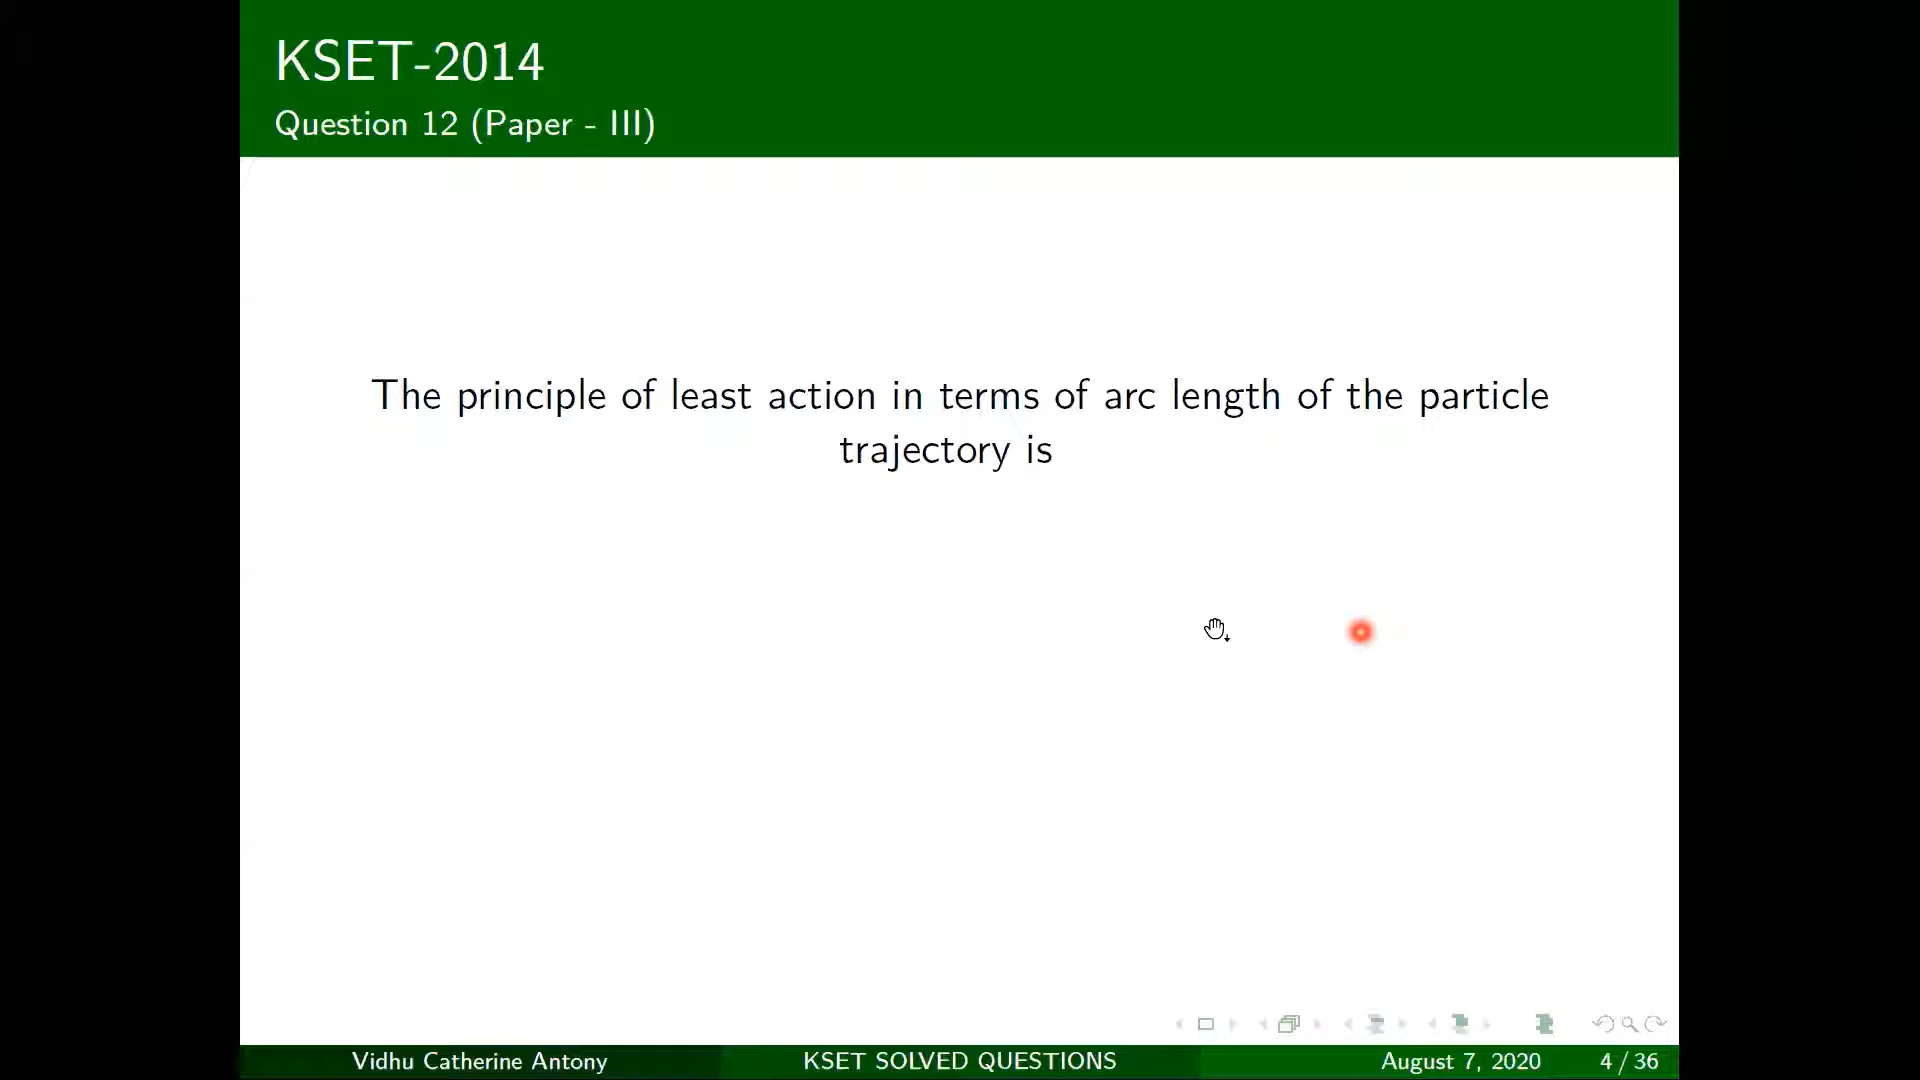 KSET-2014
Question 12 (Paper - III)
The principle of least action in terms of arc length of the particle
trajectory is
Vidhu Catherine Antony KSET SOLVED QUESTIONS August 7, 2020 4 / 36